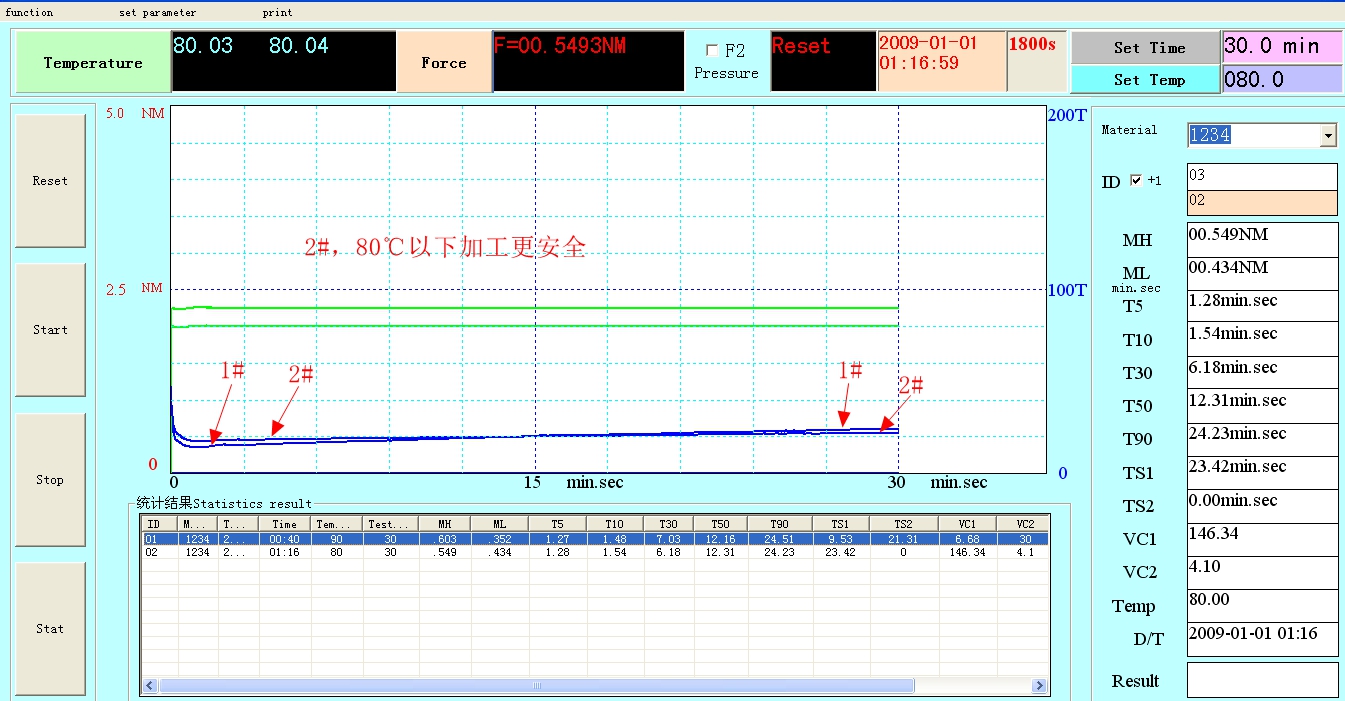 function set parameter print
Temperature 80.03 80.04 Force F=00.5493NM F2 Pressure Reset 2009-01-01 01:16:59 1800s Set Time 30.0 min
Set Temp 080.0
Reset
Start
Stop
Stat
5.0 NM
2.5 NM
0
200T
100T
0
2#，80℃以下加工更安全
1# 2# 1# 2#
0 15 min.sec 30 min.sec
统计结果Statistics result
ID M... T... Time Tem... Test... MH ML T5 T10 T30 T50 T90 TS1 TS2 VC1 VC2
01 1234 2... 00:40 90 30 .603 .352 1.27 1.48 7.03 12.16 24.51 9.53 21.31 6.68 30
02 1234 2... 01:16 80 30 .549 .434 1.28 1.54 6.18 12.31 24.23 23.42 0 146.34 4.1
Material 1234
ID +1 03
02
MH 00.549NM
ML 00.434NM
min.sec
T5 1.28min.sec
T10 1.54min.sec
T30 6.18min.sec
T50 12.31min.sec
T90 24.23min.sec
TS1 23.42min.sec
TS2 0.00min.sec
VC1 146.34
VC2 4.10
Temp 80.00
D/T 2009-01-01 01:16
Result